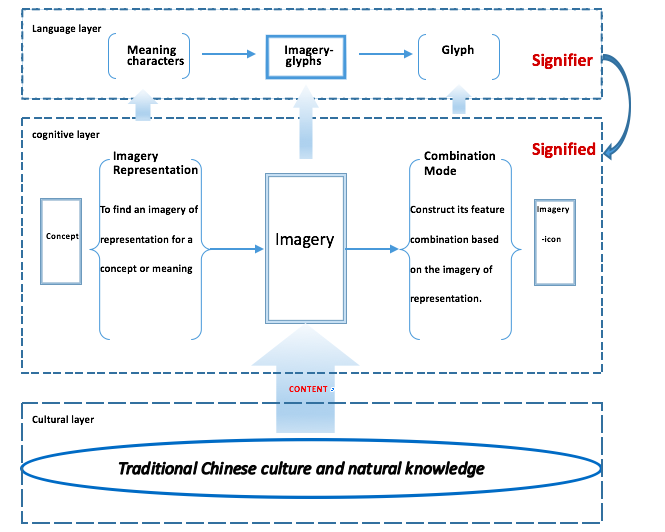 Language layer
Meaning
characters
Imagery-
glyphs
Glyph
Signifier
cognitive layer
Signified
Imagery
Representation
Combination
Mode
Concept
To find an imagery of
representation for a
concept or meaning
Imagery
Construct its feature
combination based
on the imagery of
representation.
Imagery
-icon
CONTENT
Cultural layer
Traditional Chinese culture and natural knowledge